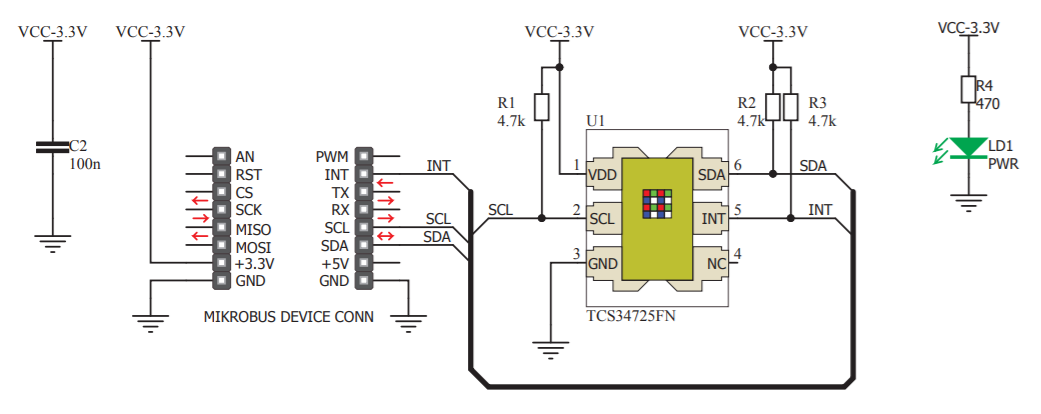 VCC-3.3V
VCC-3.3V
VCC-3.3V
VCC-3.3V
VCC-3.3V
C2
100n
AN
RST
CS
SCK
MISO
MOSI
+3.3V
GND
PWM
INT
TX
RX
SCL
SDA
+5V
GND
INT
SCL
SDA
MIKROBUS DEVICE CONN
R1
4.7k
SCL
U1
1
VDD
2
SCL
3
GND
6
SDA
5
INT
4
NC
TCS34725FN
R2
4.7k
R3
4.7k
SDA
INT
R4
470
LD1
PWR